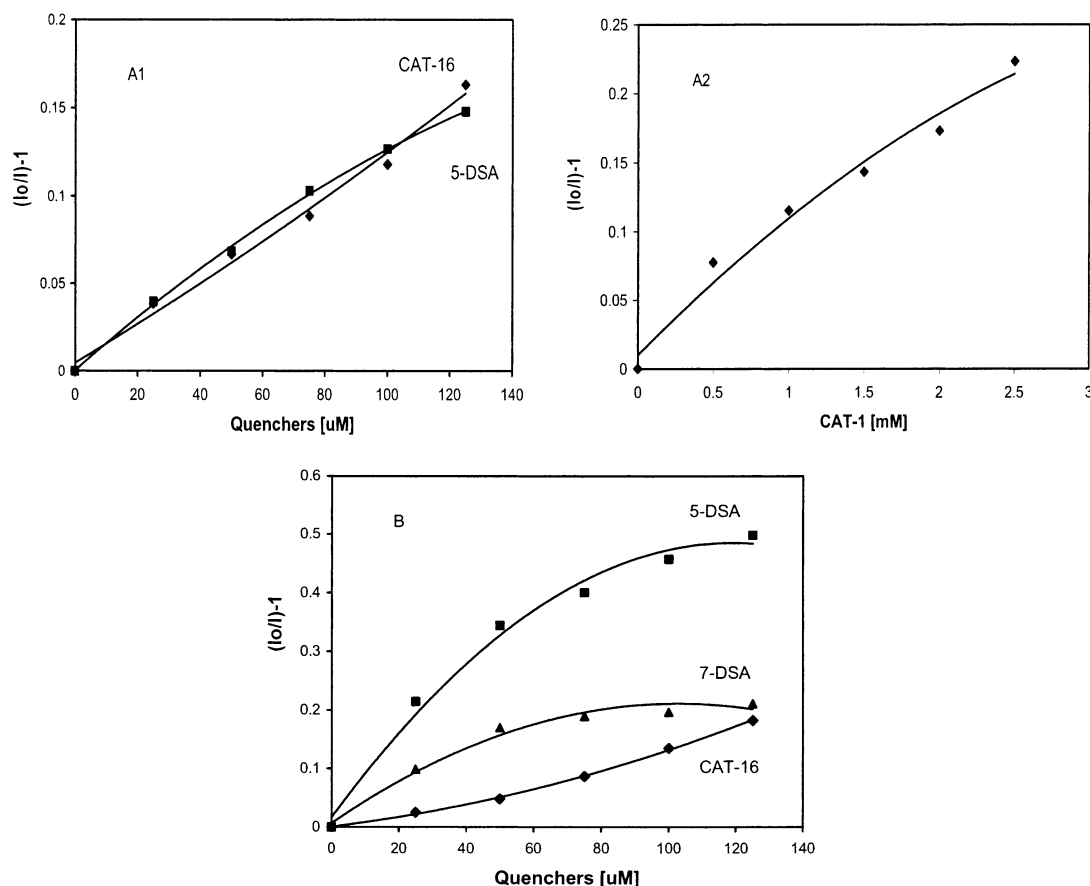 0.2
0.15
0.1
0.05
0
(Io/I)-1
A1
CAT-16
5-DSA
0 20 40 60 80 100 120 140
Quenchers [uM]
0.25
0.2
0.15
0.1
0.05
0
(Io/I)-1
A2
0 0.5 1 1.5 2 2.5 3
CAT-1 [mM]
0.6
0.5
0.4
0.3
0.2
0.1
0
(Io/I)-1
B
5-DSA
7-DSA
CAT-16
0 20 40 60 80 100 120 140
Quenchers [uM]